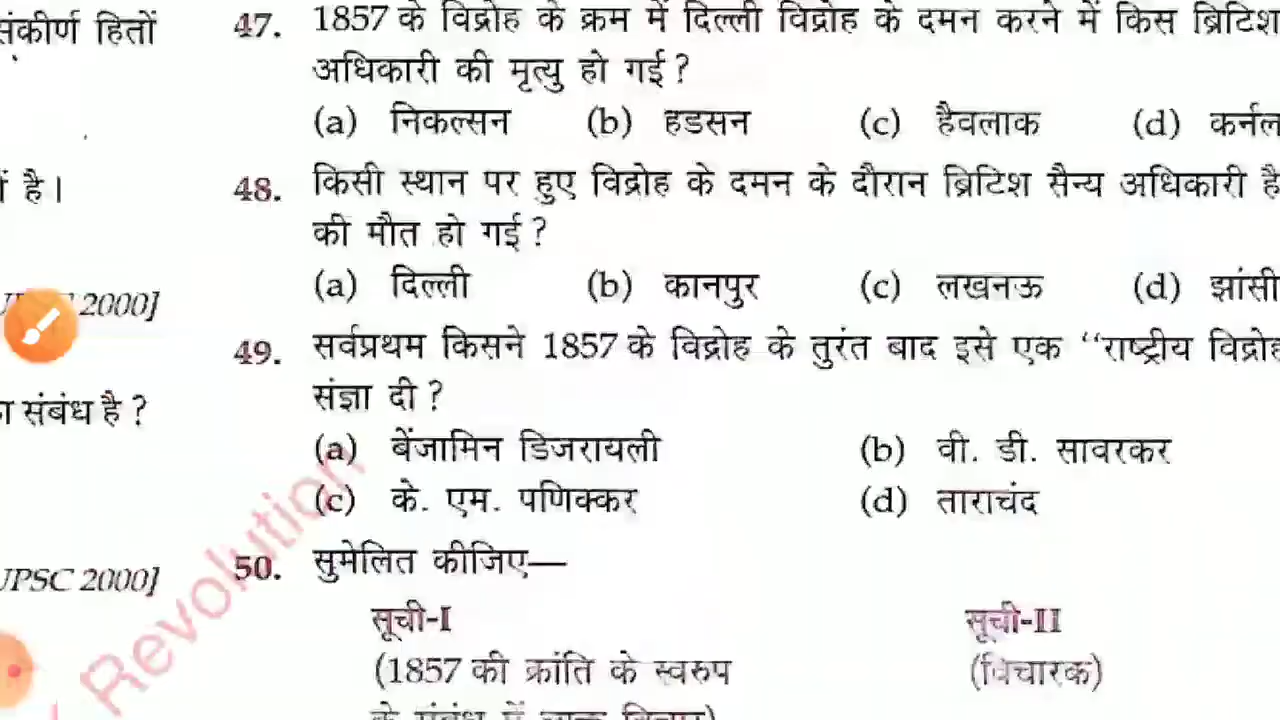 संकीर्ण हितों
47. 1857 के विद्रोह के क्रम में दिल्ली विद्रोह के दमन करने में किस ब्रिटिश
अधिकारी की मृत्यु हो गई ?
(a) निकल्सन (b) हडसन (c) हैवलाक (d) कर्नल
है।
48. किसी स्थान पर हुए विद्रोह के दमन के दौरान ब्रिटिश सैन्य अधिकारी
की मौत हो गई ?
(a) दिल्ली (b) कानपुर (c) लखनऊ (d) झांसी
2000]
49. सर्वप्रथम किसने 1857 के विद्रोह के तुरंत बाद इसे एक “राष्ट्रीय विद्रोह
संज्ञा दी ?
संबंध है ?
(a) बेंजामिन डिजरायली (b) वी. डी. सावरकर
(c) के. एम. पणिक्कर (d) ताराचंद
50. सुमेलित कीजिए—
UPSC 2000]
सूची-I सूची-II
(1857 की क्रांति के स्वरुप (विचारक)
Revolution